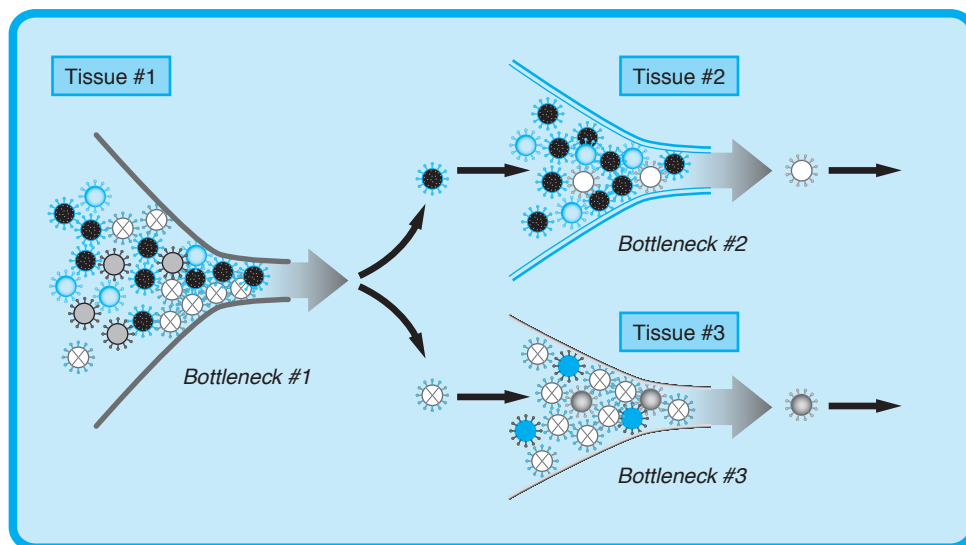 Tissue #1
Tissue #2
Bottleneck #2
Tissue #3
Bottleneck #1
Bottleneck #3